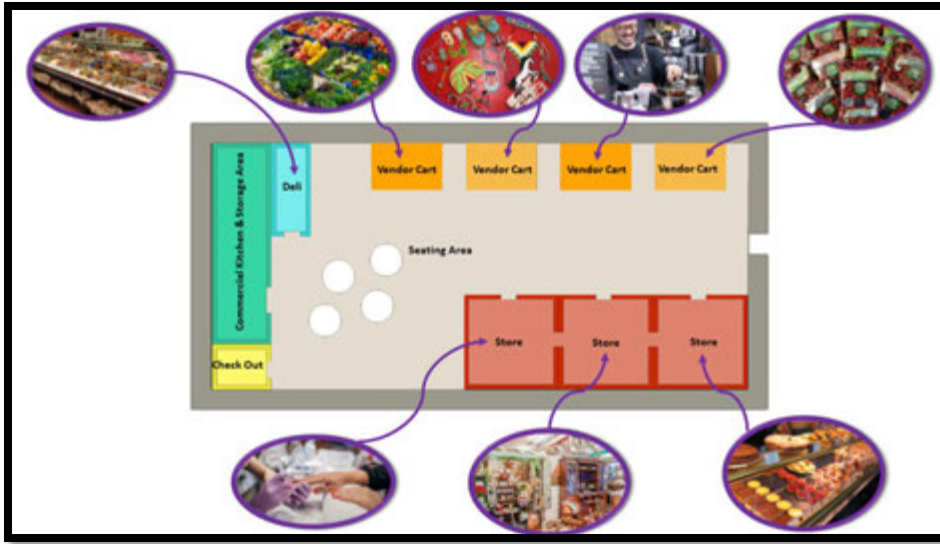 Vendor Cart
Vendor Cart
Vendor Cart
Vendor Cart
Deli
Commercial Kitchen & Storage Area
Seating Area
Store
Store
Store
Check Out